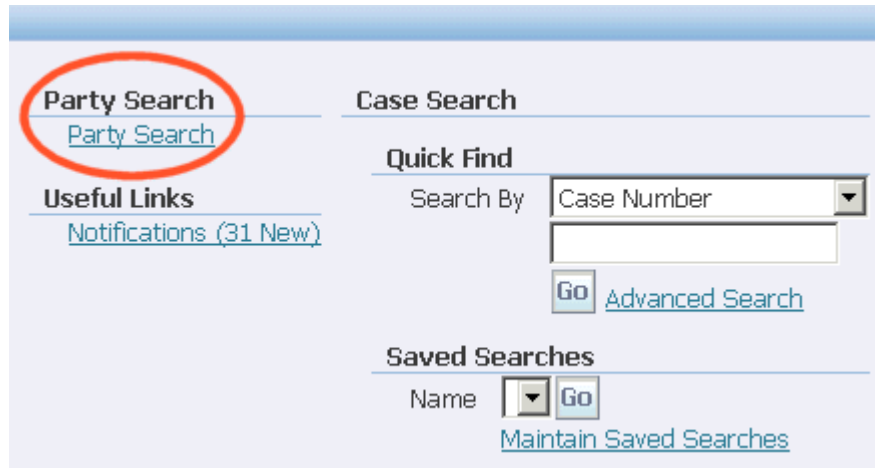 Party Search
Party Search
Useful Links
Notifications (31 New)
Case Search
Quick Find
Search By Case Number
Go Advanced Search
Saved Searches
Name Go
Maintain Saved Searches